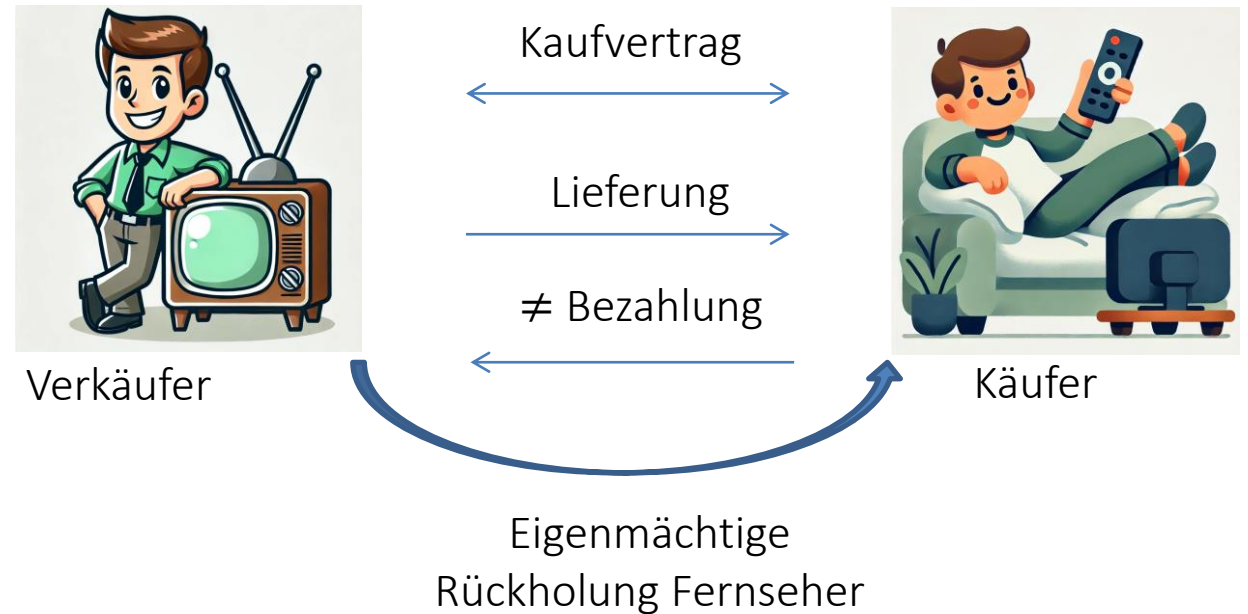 Kaufvertrag
Lieferung
≠ Bezahlung
Verkäufer
Käufer
Eigenmächtige
Rückholung Fernseher